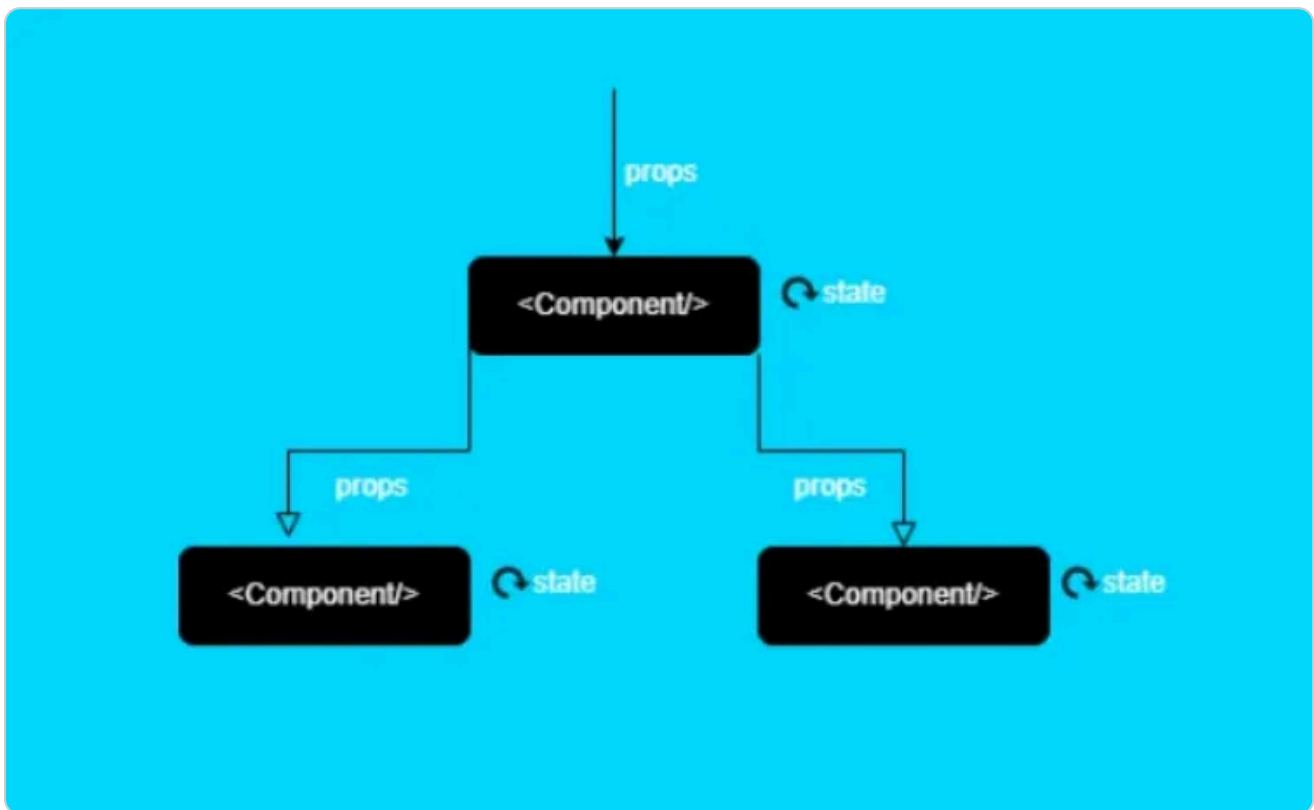 props
<Component/>
state
props
props
<Component/>
state
<Component/>
state